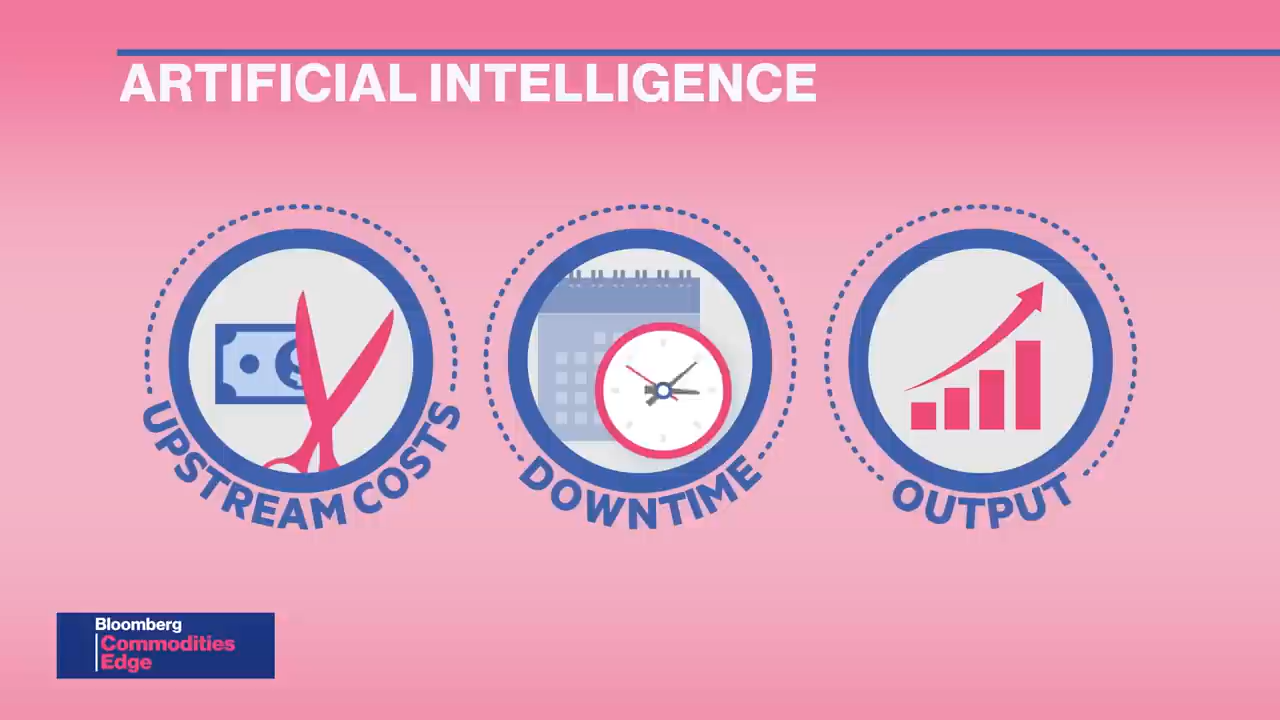 ARTIFICIAL INTELLIGENCE
UPSTREAM COSTS
DOWNTIME
OUTPUT
Bloomberg
Commodities
Edge